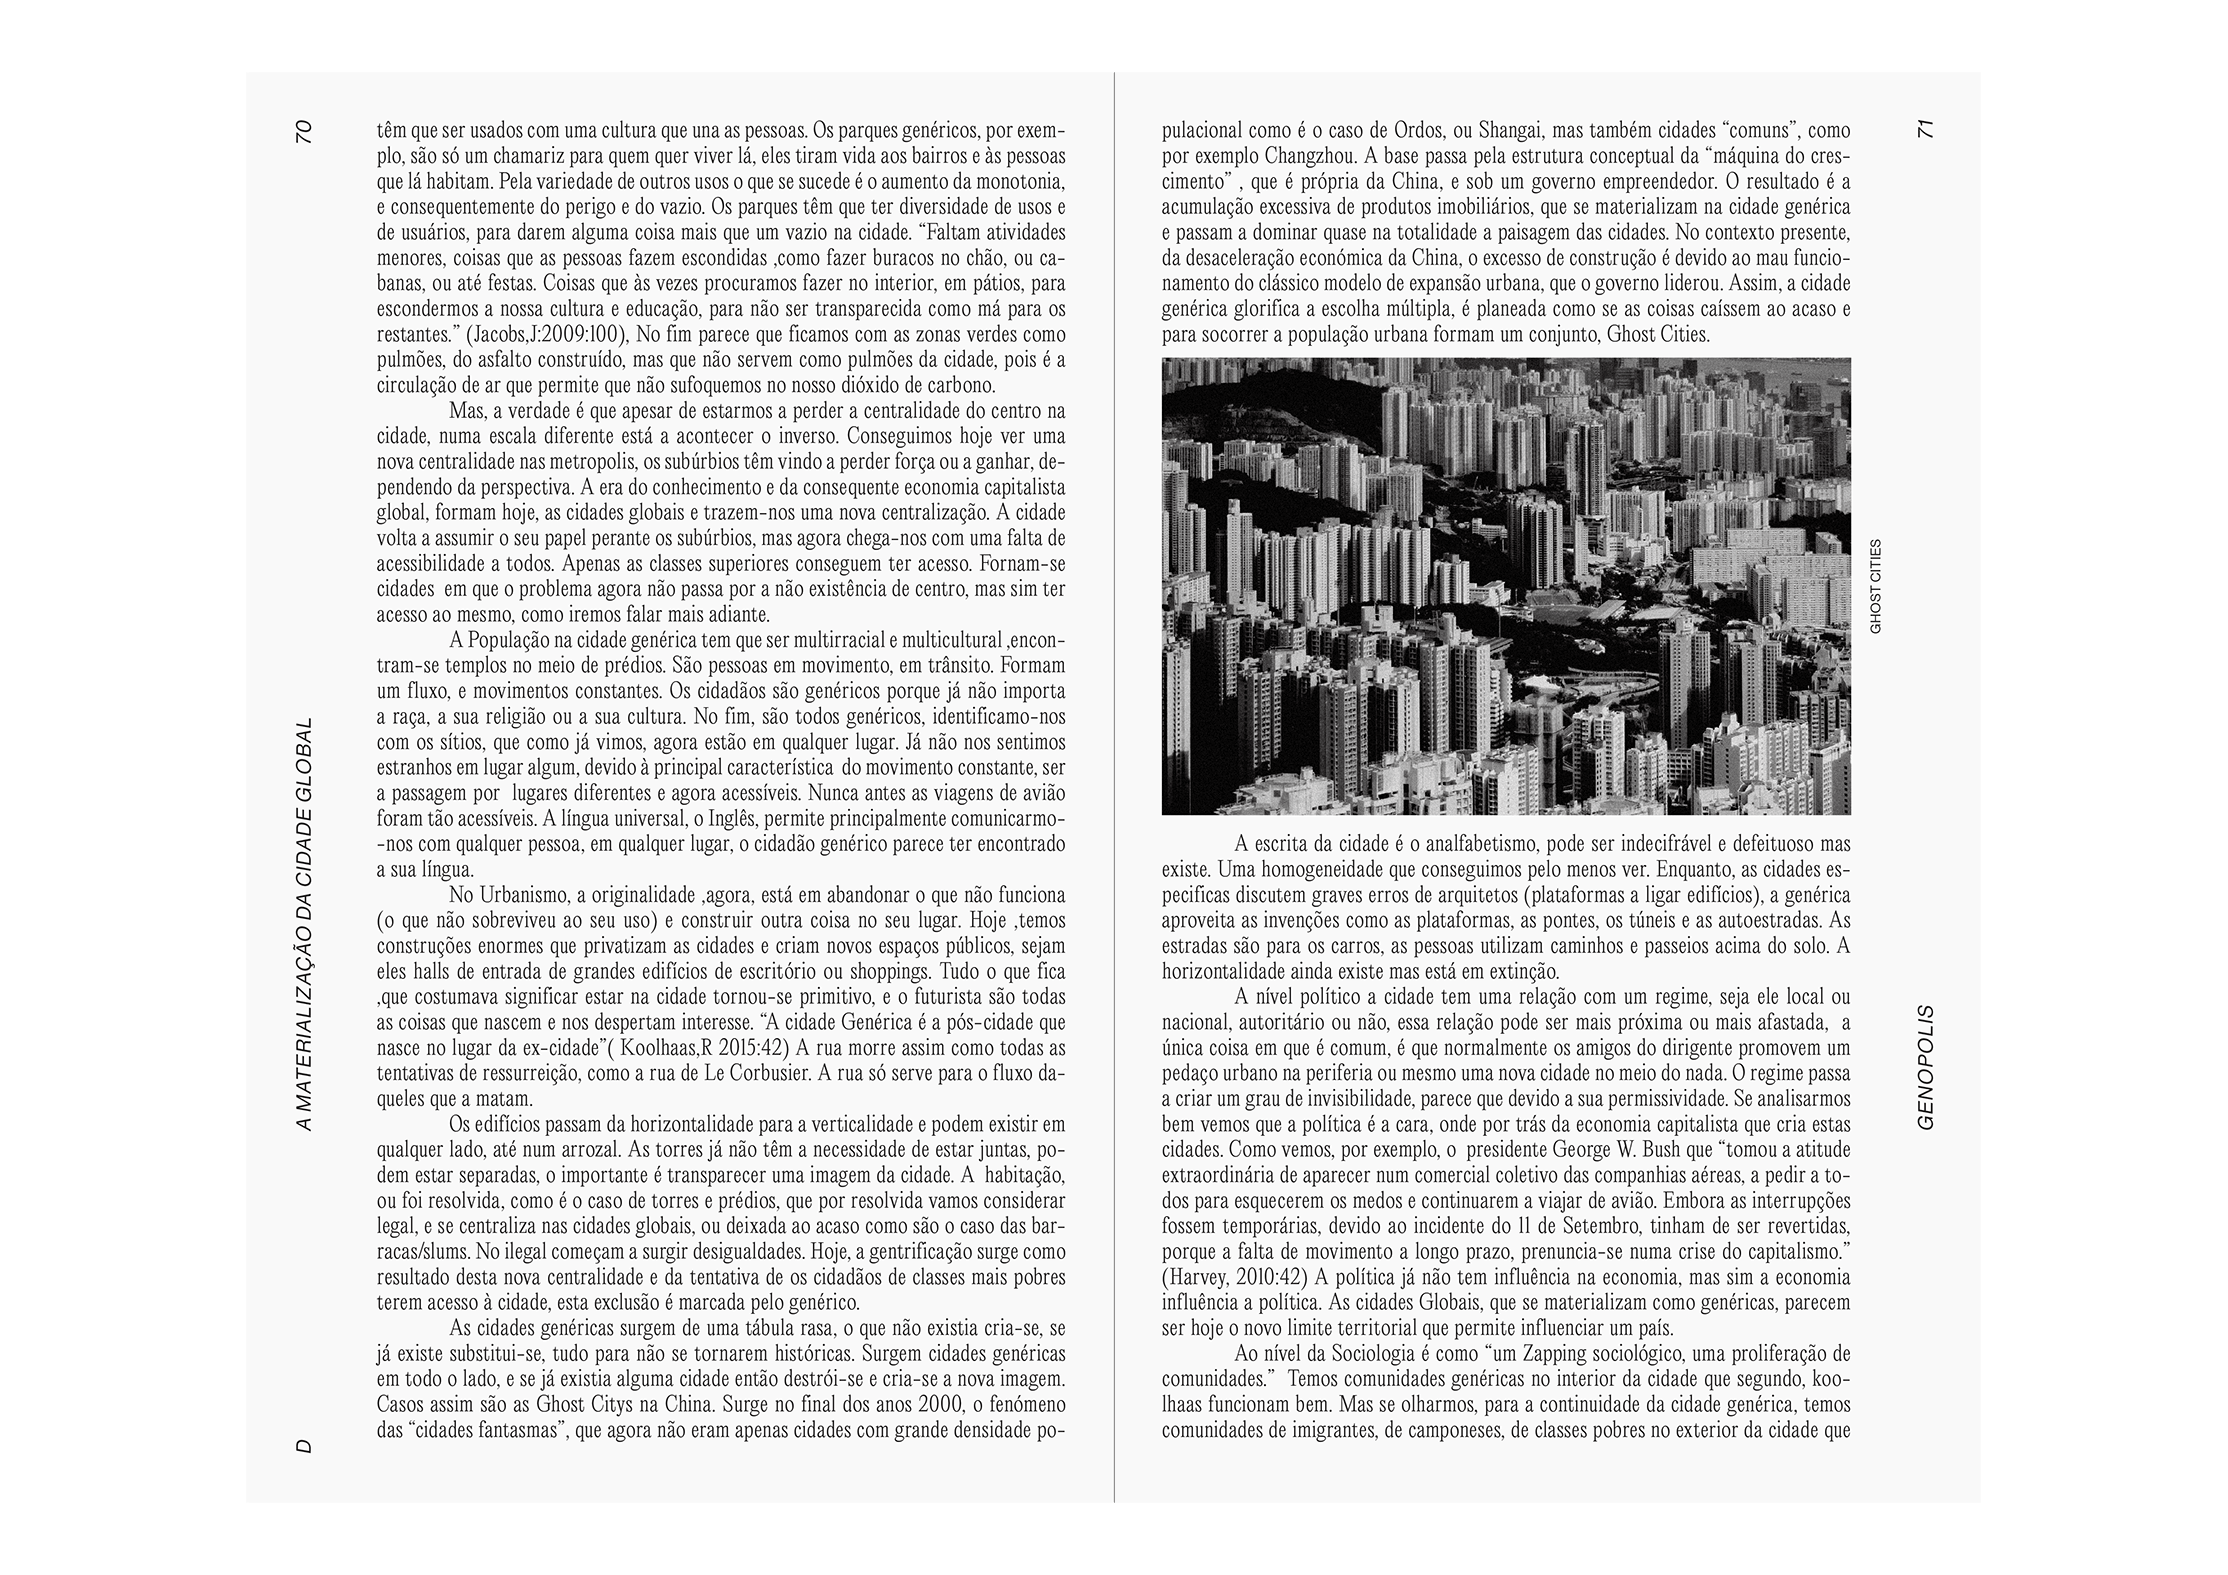 70
A MATERIALIZAÇÃO DA CIDADE GLOBAL
D
têm que ser usados com uma cultura que una as pessoas. Os parques genéricos, por exem-
plo, são só um chamariz para quem quer viver lá, eles tiram vida aos bairros e às pessoas
que lá habitam. Pela variedade de outros usos o que se sucede é o aumento da monotonia,
e consequentemente do perigo e do vazio. Os parques têm que ter diversidade de usos e
de usuários, para darem alguma coisa mais que um vazio na cidade. “Faltam atividades
menores, coisas que as pessoas fazem escondidas ,como fazer buracos no chão, ou ca-
banas, ou até festas. Coisas que às vezes procuramos fazer no interior, em pátios, para
escondermos a nossa cultura e educação, para não ser transparecida como má para os
restantes.” (Jacobs,J:2009:100), No fim parece que ficamos com as zonas verdes como
pulmões, do asfalto construído, mas que não servem como pulmões da cidade, pois é a
circulação de ar que permite que não sufoquemos no nosso dióxido de carbono.
Mas, a verdade é que apesar de estarmos a perder a centralidade do centro na
cidade, numa escala diferente está a acontecer o inverso. Conseguimos hoje ver uma
nova centralidade nas metropolis, os subúrbios têm vindo a perder força ou a ganhar, de-
pendendo da perspectiva. A era do conhecimento e da consequente economia capitalista
global, formam hoje, as cidades globais e trazem-nos uma nova centralização. A cidade
volta a assumir o seu papel perante os subúrbios, mas agora chega-nos com uma falta de
acessibilidade a todos. Apenas as classes superiores conseguem ter acesso. Fornam-se
cidades em que o problema agora não passa por a não existência de centro, mas sim ter
acesso ao mesmo, como iremos falar mais adiante.
A População na cidade genérica tem que ser multirracial e multicultural ,encon-
tram-se templos no meio de prédios. São pessoas em movimento, em trânsito. Formam
um fluxo, e movimentos constantes. Os cidadãos são genéricos porque já não importa
a raça, a sua religião ou a sua cultura. No fim, são todos genéricos, identificamo-nos
com os sítios, que como já vimos, agora estão em qualquer lugar. Já não nos sentimos
estranhos em lugar algum, devido à principal característica do movimento constante, ser
a passagem por lugares diferentes e agora acessíveis. Nunca antes as viagens de avião
foram tão acessíveis. A língua universal, o Inglês, permite principalmente comunicarmo-
-nos com qualquer pessoa, em qualquer lugar, o cidadão genérico parece ter encontrado
a sua língua.
No Urbanismo, a originalidade ,agora, está em abandonar o que não funciona
(o que não sobreviveu ao seu uso) e construir outra coisa no seu lugar. Hoje ,temos
construções enormes que privatizam as cidades e criam novos espaços públicos, sejam
eles halls de entrada de grandes edifícios de escritório ou shoppings. Tudo o que fica
,que costumava significar estar na cidade tornou-se primitivo, e o futurista são todas
as coisas que nascem e nos despertam interesse. “A cidade Genérica é a pós-cidade que
nasce no lugar da ex-cidade”( Koolhaas,R 2015:42) A rua morre assim como todas as
tentativas de ressurreição, como a rua de Le Corbusier. A rua só serve para o fluxo da-
queles que a matam.
Os edifícios passam da horizontalidade para a verticalidade e podem existir em
qualquer lado, até num arrozal. As torres já não têm a necessidade de estar juntas, po-
dem estar separadas, o importante é transparecer uma imagem da cidade. A habitação,
ou foi resolvida, como é o caso de torres e prédios, que por resolvida vamos considerar
legal, e se centraliza nas cidades globais, ou deixada ao acaso como são o caso das bar-
racas/slums. No ilegal começam a surgir desigualdades. Hoje, a gentrificação surge como
resultado desta nova centralidade e da tentativa de os cidadãos de classes mais pobres
terem acesso à cidade, esta exclusão é marcada pelo genérico.
As cidades genéricas surgem de uma tábula rasa, o que não existia cria-se, se
já existe substitui-se, tudo para não se tornarem históricas. Surgem cidades genéricas
em todo o lado, e se já existia alguma cidade então destrói-se e cria-se a nova imagem.
Casos assim são as Ghost Citys na China. Surge no final dos anos 2000, o fenómeno
das “cidades fantasmas”, que agora não eram apenas cidades com grande densidade po-
pulacional como é o caso de Ordos, ou Shangai, mas também cidades “comuns”, como
por exemplo Changzhou. A base passa pela estrutura conceptual da “máquina do cres-
cimento” , que é própria da China, e sob um governo empreendedor. O resultado é a
acumulação excessiva de produtos imobiliários, que se materializam na cidade genérica
e passam a dominar quase na totalidade a paisagem das cidades. No contexto presente,
da desaceleração económica da China, o excesso de construção é devido ao mau funcio-
namento do clássico modelo de expansão urbana, que o governo liderou. Assim, a cidade
genérica glorifica a escolha múltipla, é planeada como se as coisas caíssem ao acaso e
para socorrer a população urbana formam um conjunto, Ghost Cities.
GHOST CITIES
A escrita da cidade é o analfabetismo, pode ser indecifrável e defeituoso mas
existe. Uma homogeneidade que conseguimos pelo menos ver. Enquanto, as cidades es-
pecificas discutem graves erros de arquitetos (plataformas a ligar edifícios), a genérica
aproveita as invenções como as plataformas, as pontes, os túneis e as autoestradas. As
estradas são para os carros, as pessoas utilizam caminhos e passeios acima do solo. A
horizontalidade ainda existe mas está em extinção.
A nível político a cidade tem uma relação com um regime, seja ele local ou
nacional, autoritário ou não, essa relação pode ser mais próxima ou mais afastada, a
única coisa em que é comum, é que normalmente os amigos do dirigente promovem um
pedaço urbano na periferia ou mesmo uma nova cidade no meio do nada. O regime passa
a criar um grau de invisibilidade, parece que devido a sua permissividade. Se analisarmos
bem vemos que a política é a cara, onde por trás da economia capitalista que cria estas
cidades. Como vemos, por exemplo, o presidente George W. Bush que “tomou a atitude
extraordinária de aparecer num comercial coletivo das companhias aéreas, a pedir a to-
dos para esquecerem os medos e continuarem a viajar de avião. Embora as interrupções
fossem temporárias, devido ao incidente do 11 de Setembro, tinham de ser revertidas,
porque a falta de movimento a longo prazo, prenuncia-se numa crise do capitalismo.”
(Harvey, 2010:42) A política já não tem influência na economia, mas sim a economia
influência a política. As cidades Globais, que se materializam como genéricas, parecem
ser hoje o novo limite territorial que permite influenciar um país.
Ao nível da Sociologia é como “um Zapping sociológico, uma proliferação de
comunidades.” Temos comunidades genéricas no interior da cidade que segundo, koo-
lhaas funcionam bem. Mas se olharmos, para a continuidade da cidade genérica, temos
comunidades de imigrantes, de camponeses, de classes pobres no exterior da cidade que
71
GENOPOLIS